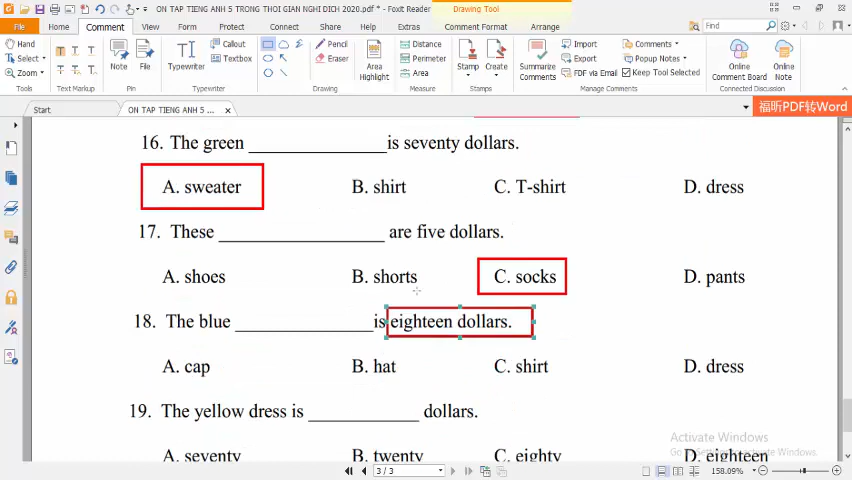 ON TAP TIENG ANH 5 TRONG THOI GIAN NGHI DICH 2020.pdf * - Foxit Reader
Drawing Tool
File Home Comment View Form Protect Connect Share Help Extras Comment Format Arrange
Find
Hand
Select
Zoom
Tools
Text Markup
Note
File
Pin
Typewriter
Callout
Textbox
Typewriter
Pencil
Eraser
Drawing
Area Highlight
Distance
Perimeter
Area
Measure
Stamp
Create
Stamps
Summarize Comments
Import
Export
FDF via Email
Comments
Popup Notes
Keep Tool Selected
Manage Comments
Online Comment Board
Online Connected
Connected Discussion
Start
ON TAP TIENG ANH 5 ...
福昕PDF转Word
16. The green ________________is seventy dollars.
A. sweater B. shirt C. T-shirt D. dress
17. These ___________________ are five dollars.
A. shoes B. shorts C. socks D. pants
18. The blue ________________is eighteen dollars.
A. cap B. hat C. shirt D. dress
19. The yellow dress is _____________ dollars.
A. seventy B. twenty C. eighty D. eighteen
Activate Windows
3 / 3
158.09%